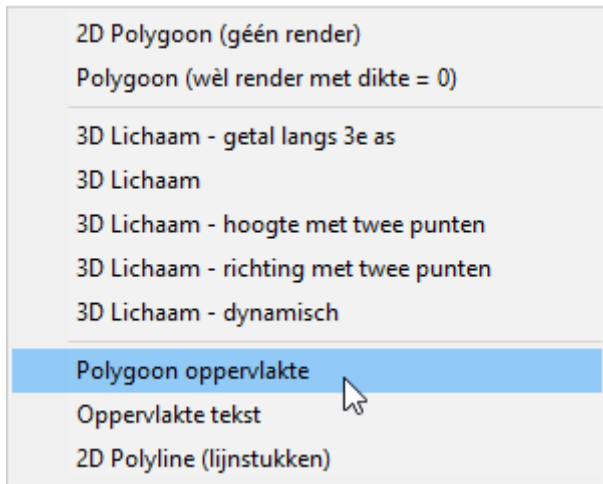 2D Polygoon (géén render)
Polygoon (wèl render met dikte = 0)
3D Lichaam - getal langs 3e as
3D Lichaam
3D Lichaam - hoogte met twee punten
3D Lichaam - richting met twee punten
3D Lichaam - dynamisch
Polygoon oppervlakte
Oppervlakte tekst
2D Polyline (lijnstukken)